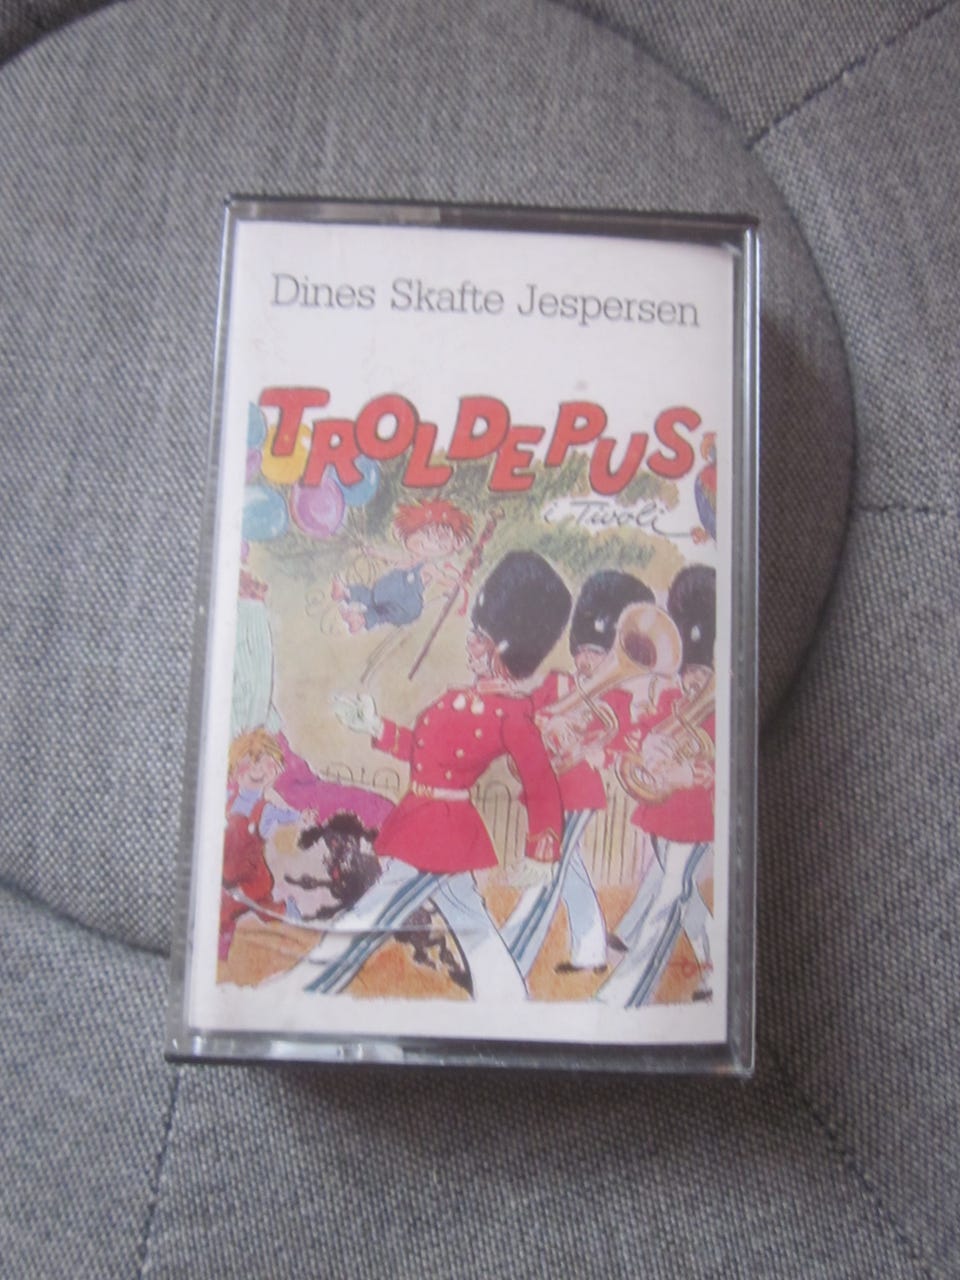 Dines Skafte Jespersen
TROLDEPUS
i Tivoli